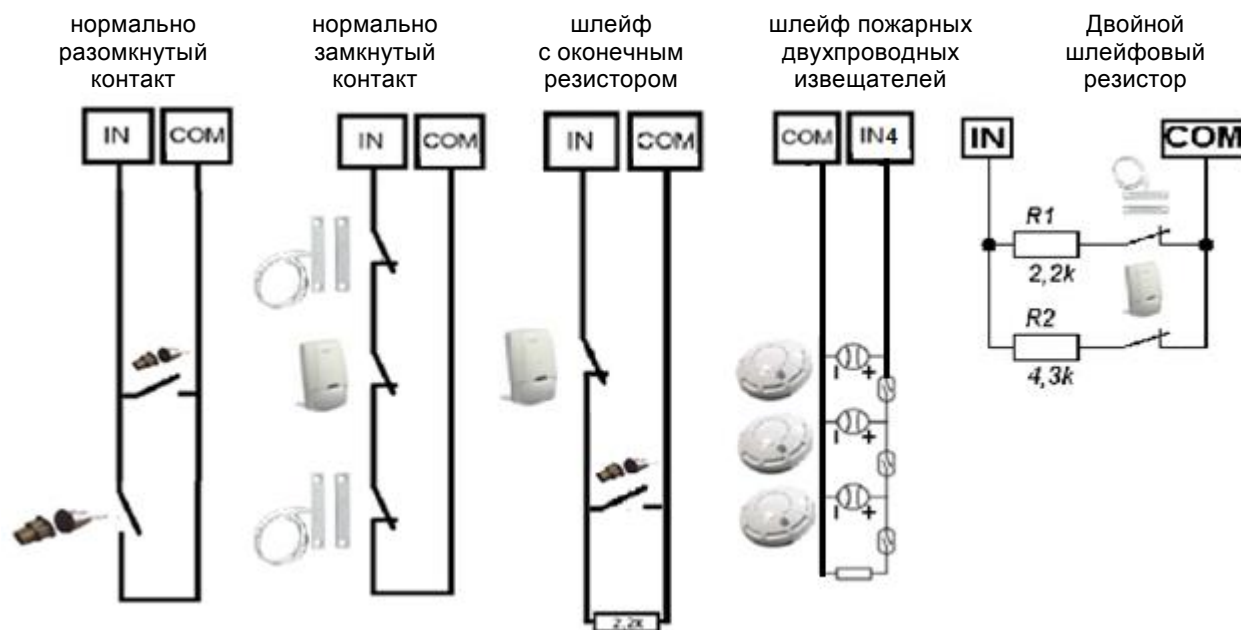 нормально
разомкнутый
контакт
нормально
замкнутый
контакт
шлейф
с оконечным
резистором
шлейф пожарных
двухпроводных
извещателей
Двойной
шлейфовый
резистор
IN COM
IN COM
IN COM
COM IN4
IN COM
R1
2,2k
R2
4,3k
- +
- +
- +
2,2к